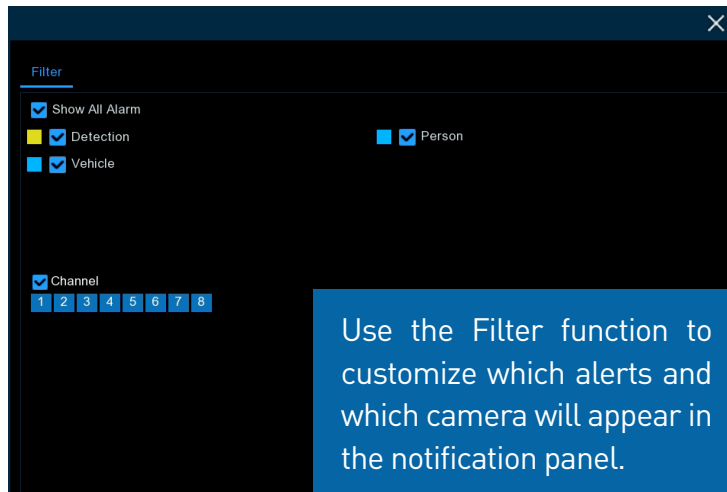 Filter
Show All Alarm
Detection
Person
Vehicle
Channel
1 2 3 4 5 6 7 8
Use the Filter function to
customize which alerts and
which camera will appear in
the notification panel.